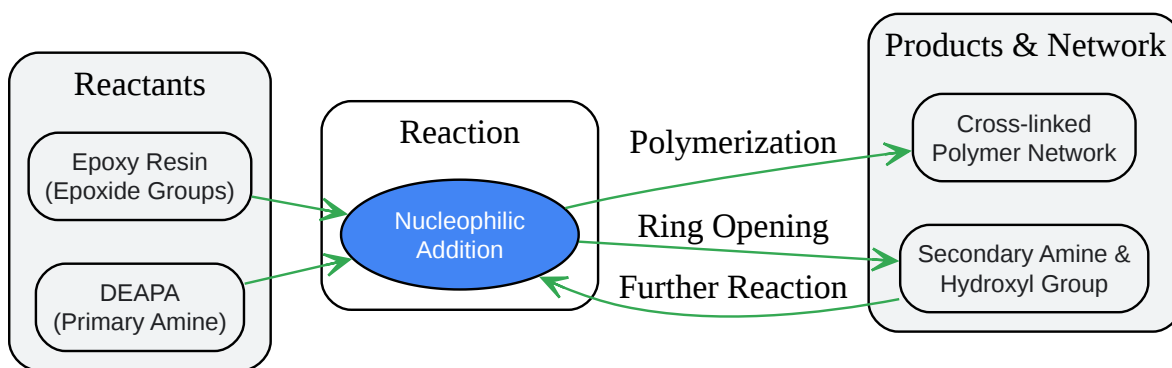 Reactants
Epoxy Resin
(Epoxide Groups)
DEAPA
(Primary Amine)
Reaction
Nucleophilic
Addition
Polymerization
Ring Opening
Further Reaction
Products & Network
Cross-linked
Polymer Network
Secondary Amine &
Hydroxyl Group